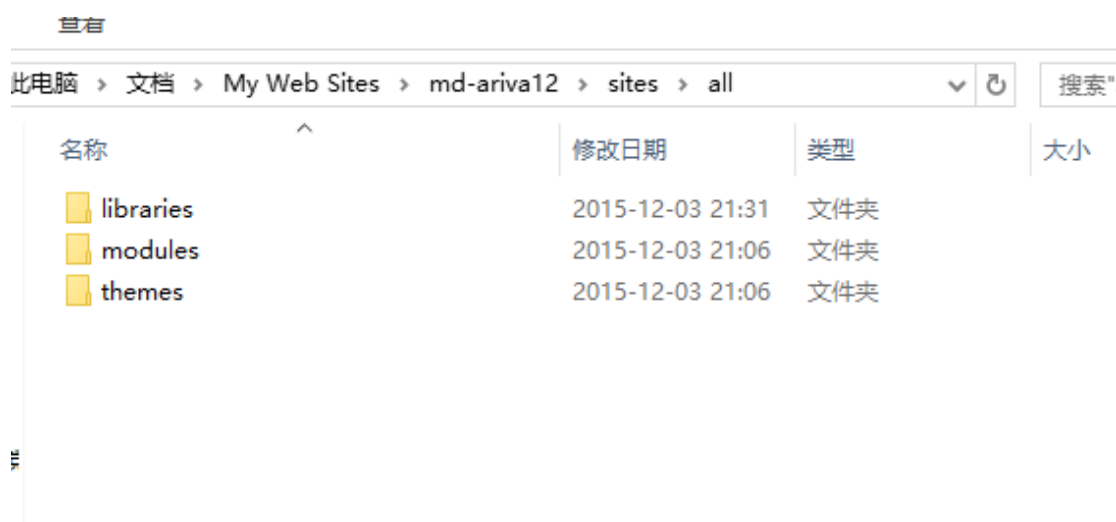 查看
此电脑 > 文档 > My Web Sites > md-ariva12 > sites > all 搜索"
名称 修改日期 类型 大小
libraries 2015-12-03 21:31 文件夹
modules 2015-12-03 21:06 文件夹
themes 2015-12-03 21:06 文件夹